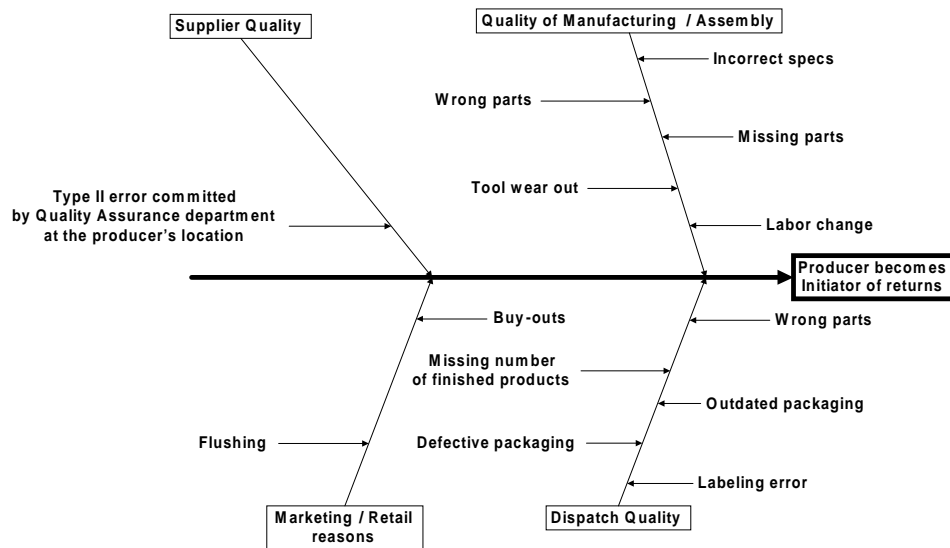 Supplier Quality
Quality of Manufacturing / Assembly
Incorrect specs
Wrong parts
Missing parts
Tool wear out
Type II error committed
by Quality Assurance department
at the producer's location
Labor change
Producer becomes
Initiator of returns
Buy-outs
Wrong parts
Missing number
of finished products
Outdated packaging
Flushing
Defective packaging
Labeling error
Marketing / Retail
reasons
Dispatch Quality